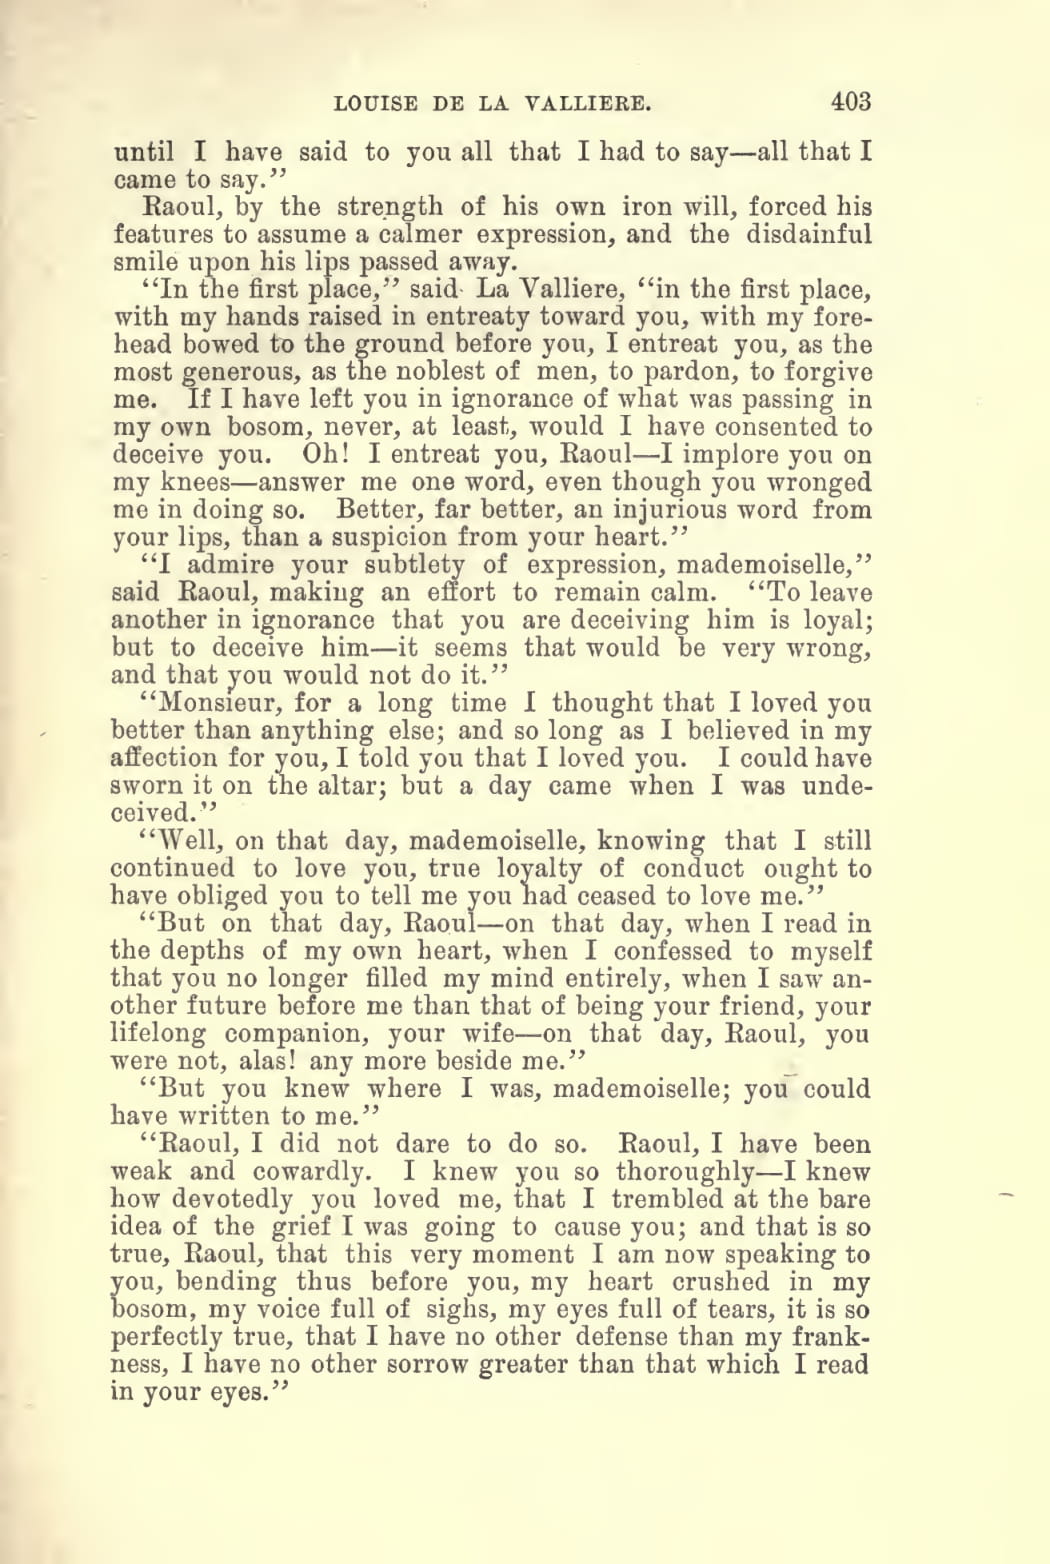 LOUISE DE LA VALLIERE. 403
until I have said to you all that I had to say—all that I
came to say.”
Raoul, by the strength of his own iron will, forced his
features to assume a calmer expression, and the disdainful
smile upon his lips passed away.
“In the first place,” said La Valliere, “in the first place,
with my hands raised in entreaty toward you, with my fore-
head bowed to the ground before you, I entreat you, as the
most generous, as the noblest of men, to pardon, to forgive
me. If I have left you in ignorance of what was passing in
my own bosom, never, at least, would I have consented to
deceive you. Oh! I entreat you, Raoul—I implore you on
my knees—answer me one word, even though you wronged
me in doing so. Better, far better, an injurious word from
your lips, than a suspicion from your heart.”
“I admire your subtlety of expression, mademoiselle,”
said Raoul, making an effort to remain calm. “To leave
another in ignorance that you are deceiving him is loyal;
but to deceive him—it seems that would be very wrong,
and that you would not do it.”
“Monsieur, for a long time I thought that I loved you
better than anything else; and so long as I believed in my
affection for you, I told you that I loved you. I could have
sworn it on the altar; but a day came when I was unde-
ceived.”
“Well, on that day, mademoiselle, knowing that I still
continued to love you, true loyalty of conduct ought to
have obliged you to tell me you had ceased to love me.”
“But on that day, Raoul—on that day, when I read in
the depths of my own heart, when I confessed to myself
that you no longer filled my mind entirely, when I saw an-
other future before me than that of being your friend, your
lifelong companion, your wife—on that day, Raoul, you
were not, alas! any more beside me.”
“But you knew where I was, mademoiselle; you could
have written to me.”
“Raoul, I did not dare to do so. Raoul, I have been
weak and cowardly. I knew you so thoroughly—I knew
how devotedly you loved me, that I trembled at the bare
idea of the grief I was going to cause you; and that is so
true, Raoul, that this very moment I am now speaking to
you, bending thus before you, my heart crushed in my
bosom, my voice full of sighs, my eyes full of tears, it is so
perfectly true, that I have no other defense than my frank-
ness, I have no other sorrow greater than that which I read
in your eyes.”